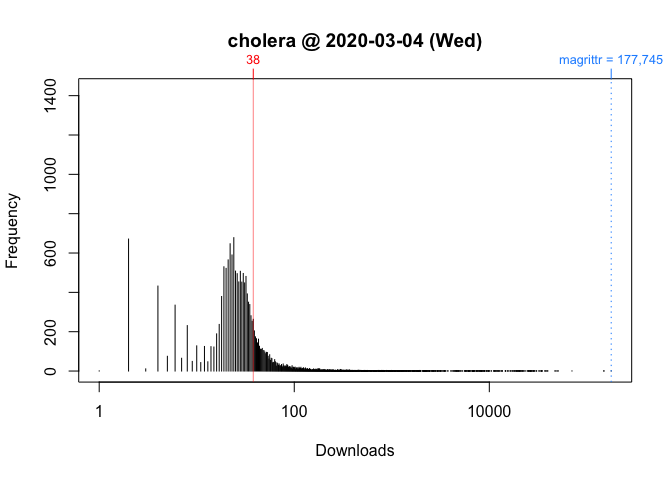 cholera @ 2020-03-04 (Wed)
38
magrittr = 177,745
1400
1000
600
200
0
Frequency
1
100
10000
Downloads